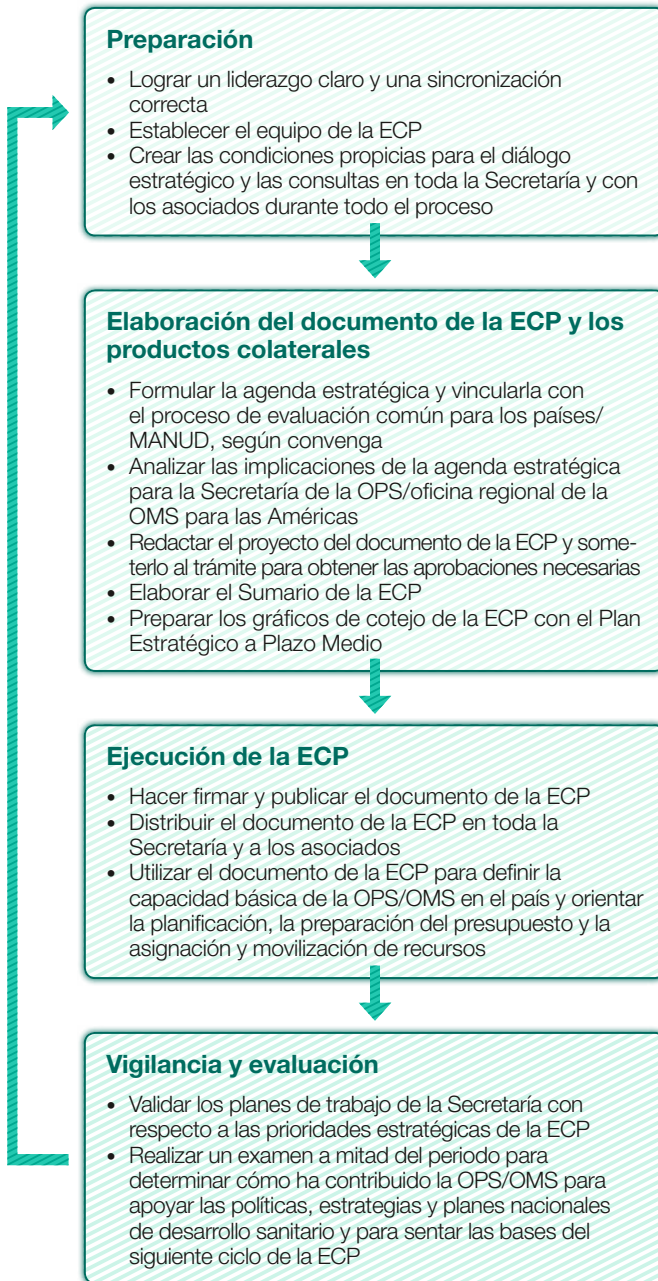 Preparación
• Lograr un liderazgo claro y una sincronización
correcta
• Establecer el equipo de la ECP
• Crear las condiciones propicias para el diálogo
estratégico y las consultas en toda la Secretaría y con
los asociados durante todo el proceso
Elaboración del documento de la ECP y los
productos colaterales
• Formular la agenda estratégica y vincularla con
el proceso de evaluación común para los países/
MANUD, según convenga
• Analizar las implicaciones de la agenda estratégica
para la Secretaría de la OPS/oficina regional de la
OMS para las Américas
• Redactar el proyecto del documento de la ECP y some-
terlo al trámite para obtener las aprobaciones necesarias
• Elaborar el Sumario de la ECP
• Preparar los gráficos de cotejo de la ECP con el Plan
Estratégico a Plazo Medio
Ejecución de la ECP
• Hacer firmar y publicar el documento de la ECP
• Distribuir el documento de la ECP en toda la
Secretaría y a los asociados
• Utilizar el documento de la ECP para definir la
capacidad básica de la OPS/OMS en el país y orientar
la planificación, la preparación del presupuesto y la
asignación y movilización de recursos
Vigilancia y evaluación
• Validar los planes de trabajo de la Secretaría con
respecto a las prioridades estratégicas de la ECP
• Realizar un examen a mitad del periodo para
determinar cómo ha contribuido la OPS/OMS para
apoyar las políticas, estrategias y planes nacionales
de desarrollo sanitario y para sentar las bases del
siguiente ciclo de la ECP